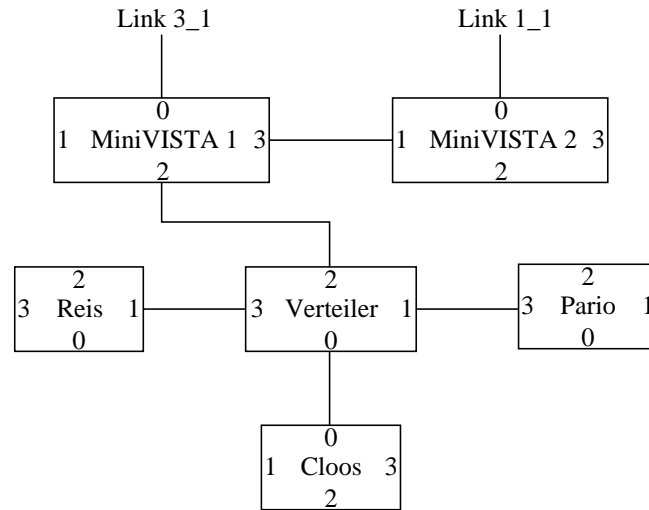 Link 3_1 Link 1_1
0 0
1 MiniVISTA 1 3 1 MiniVISTA 2 3
2 2
2 2 2
3 Reis 1 3 Verteiler 1 3 Pario 1
0 0 0
0
1 Cloos 3
2